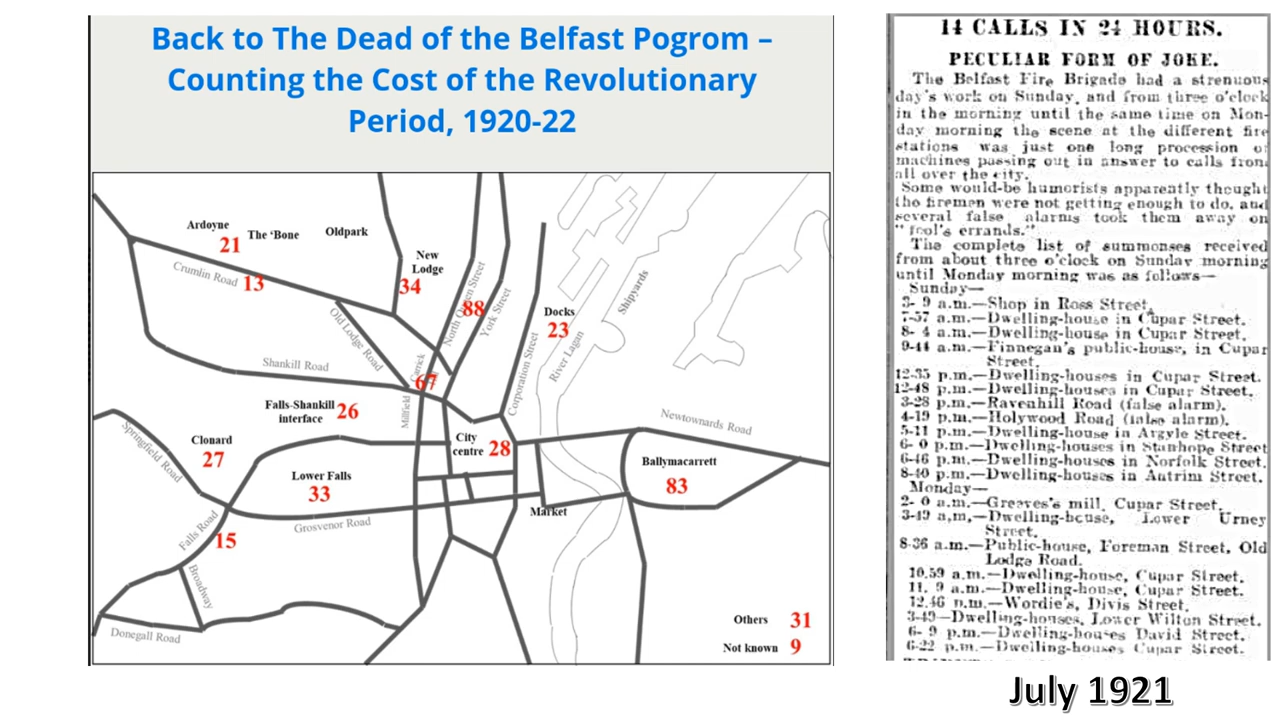 Back to The Dead of the Belfast Pogrom –
Counting the Cost of the Revolutionary
Period, 1920-22
Ardoyne
21
The 'Bone
Oldpark
Crumlin Road
13
New
Lodge
34
North Queen Street
88
York Street
Docks
23
Shipyards
Old Lodge Road
Corporation Street
River Lagan
Shankill Road
Carrick
67
Millfield
Falls-Shankill
interface
26
Newtownards Road
Springfield Road
Clonard
27
City
centre
28
Lower Falls
33
Ballymacarrett
83
Market
Grosvenor Road
Falls Road
15
Broadway
Donegall Road
Others 31
Not known 9
14 CALLS IN 24 HOURS.
PECULIAR FORM OF JOKE.
The Belfast Fire Brigade had a strenuous
day's work on Sunday, and from three o'clock
in the morning until the same time on Mon-
day morning the scene at the different fire
stations was just one long procession of
machines passing out in answer to calls from
all over the city.
Some would-be humorists apparently thought
the firemen were not getting enough to do, and
several false alarms took them away on
"fool's errands."
The complete list of summonses received
from about three o'clock on Sunday morning
until Monday morning was as follows—
Sunday—
3- 9 a.m.—Shop in Ross Street.
7-57 a.m.—Dwelling-house in Cupar Street.
8- 4 a.m.—Dwelling-house in Cupar Street.
9-44 a.m.—Finnegan's public-house, in Cupar
Street.
12-35 p.m.—Dwelling-houses in Cupar Street.
12-48 p.m.—Dwelling-houses in Cupar Street.
3-28 p.m.—Ravenhill Road (false alarm).
4-19 p.m.—Holywood Road (false alarm).
5-11 p.m.—Dwelling-house in Argyle Street.
6- 0 p.m.—Dwelling-houses in Stanhope Street
6-46 p.m.—Dwelling-houses in Norfolk Street.
8-40 p.m.—Dwelling-houses in Antrim Street.
Monday—
2- 0 a.m.—Greeves's mill, Cupar Street.
3-49 a.m,—Dwelling-house, Lower Urney
Street.
8-36 a.m.—Public-house, Foreman Street, Old
Lodge Road.
10.59 a.m.—Dwelling-house, Cupar Street.
11. 9 a.m.—Dwelling-house, Cupar Street.
12.46 p.m.—Wordie's, Divis Street.
3-49—Dwelling-houses, Lower Wilton Street.
6- 9 p.m.—Dwelling-houses David Street.
6-22 p.m.—Dwelling-houses Cupar Street.
July 1921